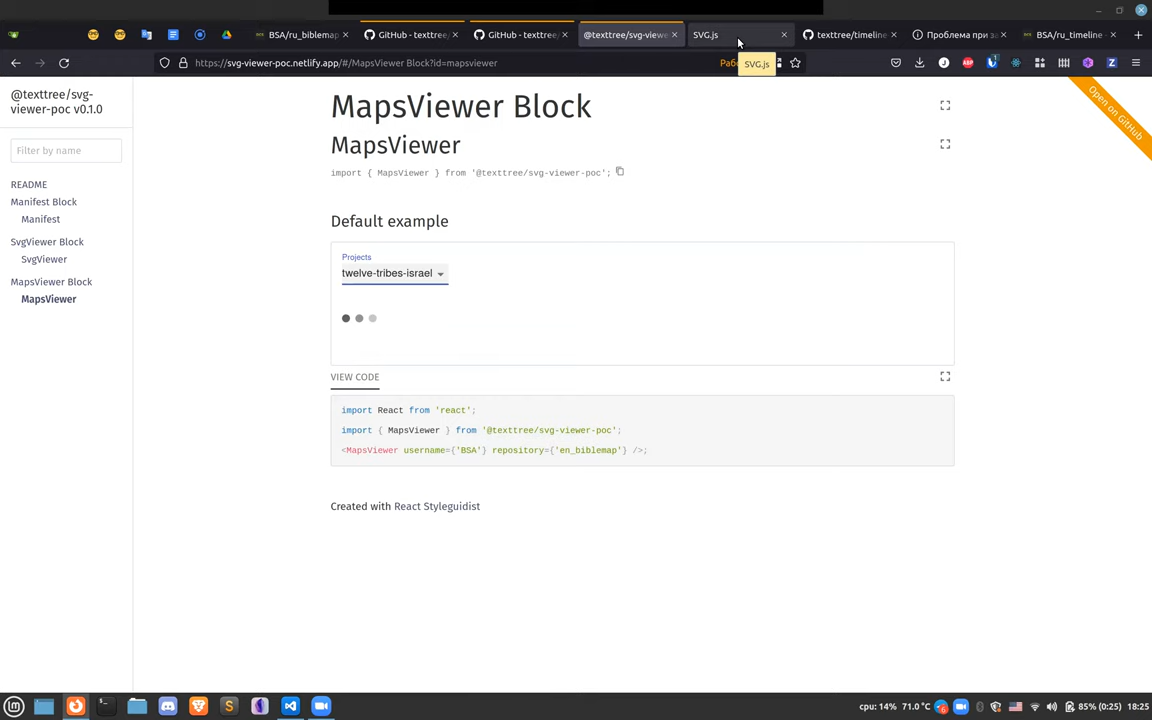 BSA/ru_biblemap
GitHub - texttree/
GitHub - texttree/
@texttree/svg-viewe
SVG.js
texttree/timeline
Проблема при за
BSA/ru_timeline -
https://svg-viewer-poc.netlify.app/#/MapsViewer Block?id=mapsviewer
SVG.js
@texttree/svg-
viewer-poc v0.1.0
Filter by name
README
Manifest Block
Manifest
SvgViewer Block
SvgViewer
MapsViewer Block
MapsViewer
Open on GitHub
MapsViewer Block
MapsViewer
import { MapsViewer } from '@texttree/svg-viewer-poc';
Default example
Projects
twelve-tribes-israel
VIEW CODE
import React from 'react';
import { MapsViewer } from '@texttree/svg-viewer-poc';
<MapsViewer username={'BSA'} repository={'en_biblemap'} />;
Created with React Styleguidist
cpu: 14% 71.0 °C 6 85% (0:25) 18:25